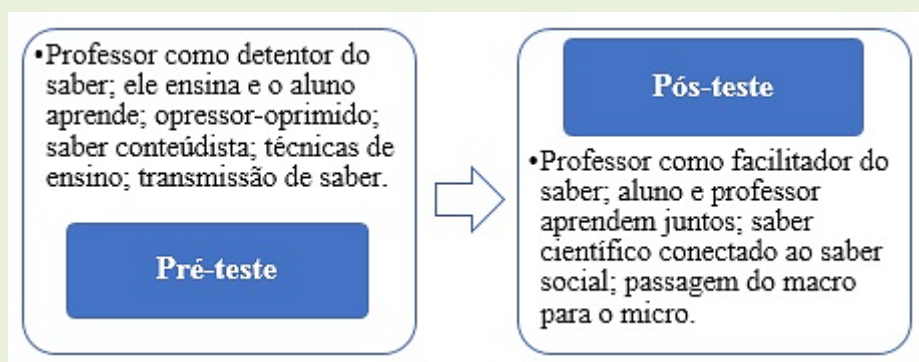 •Professor como detentor do
saber; ele ensina e o aluno
aprende; opressor-oprimido;
saber conteúdista; técnicas de
ensino; transmissão de saber.
Pré-teste
Pós-teste
•Professor como facilitador do
saber; aluno e professor
aprendem juntos; saber
científico conectado ao saber
social; passagem do macro
para o micro.